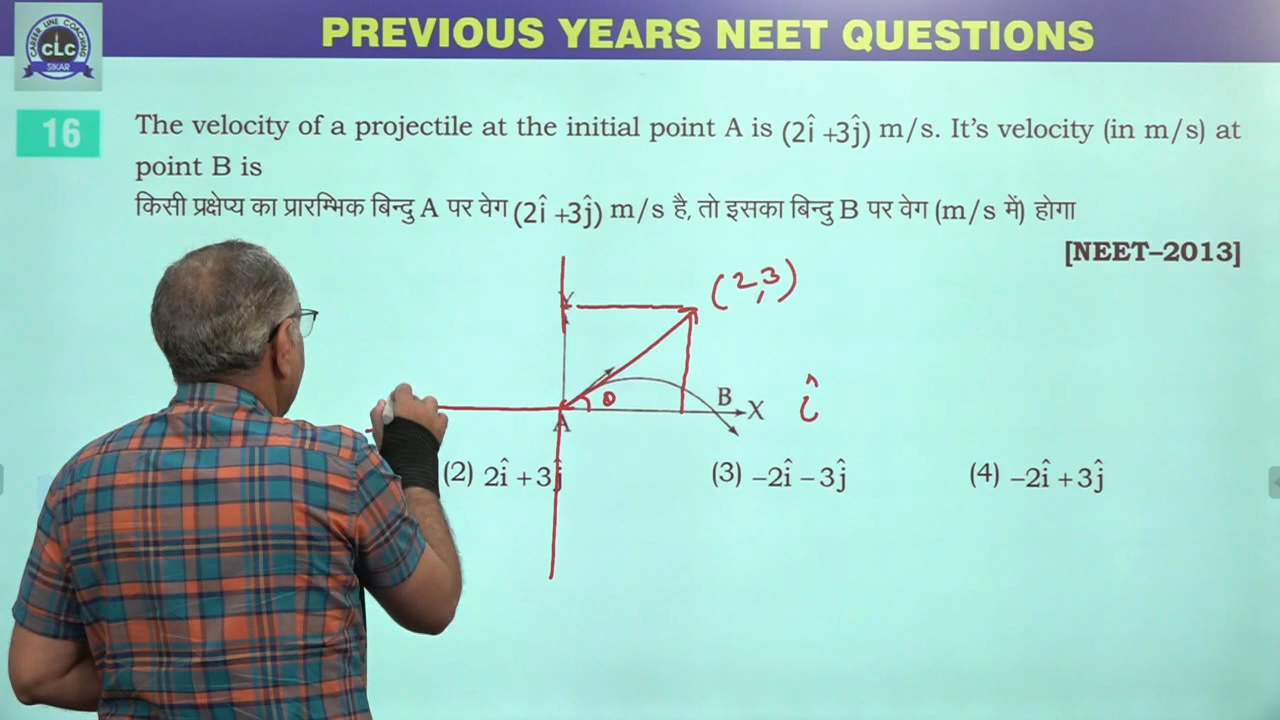 CAREER LINE COACHING
CLC
SIKAR
PREVIOUS YEARS NEET QUESTIONS
16
The velocity of a projectile at the initial point A is (2î +3ĵ) m/s. It's velocity (in m/s) at
point B is
किसी प्रक्षेप्य का प्रारम्भिक बिन्दु A पर वेग (2î +3ĵ) m/s है, तो इसका बिन्दु B पर वेग (m/s में) होगा
[NEET–2013]
(2,3)
Y
θ
B
X
î
A
(2) 2î + 3ĵ
(3) –2î – 3ĵ
(4) –2î + 3ĵ